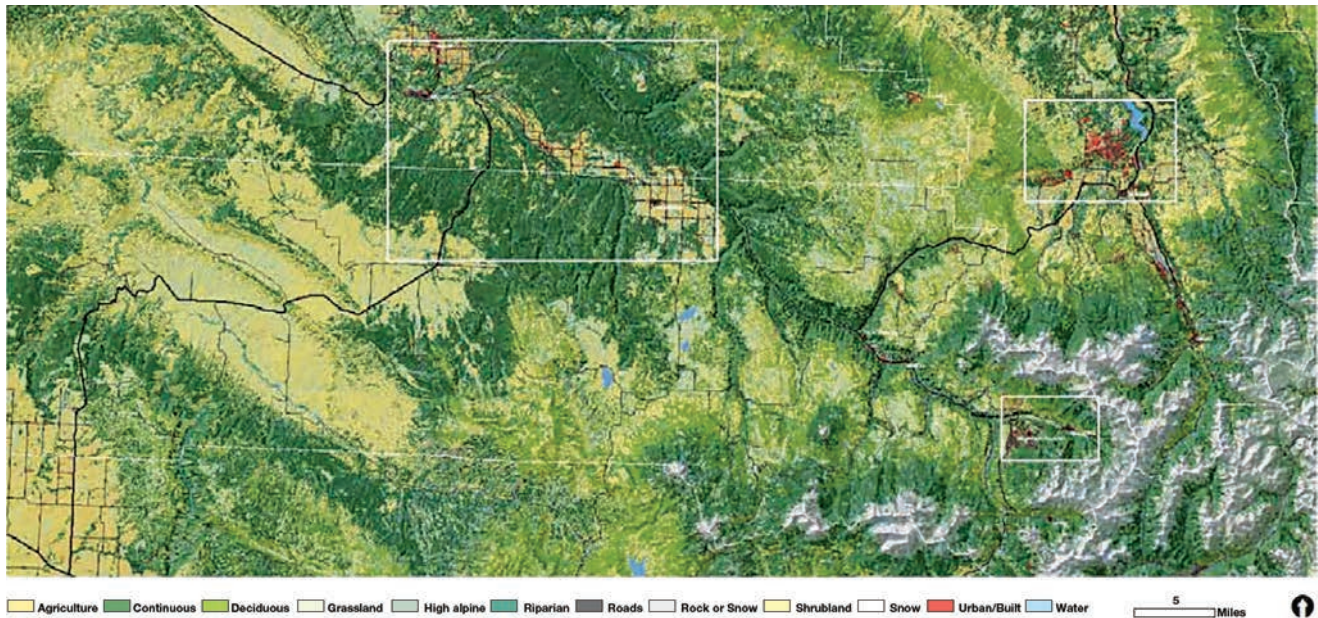 Agriculture Continuous Deciduous Grassland High alpine Riparian Roads Rock or Snow Shrubland Snow Urban/Built Water
5
Miles